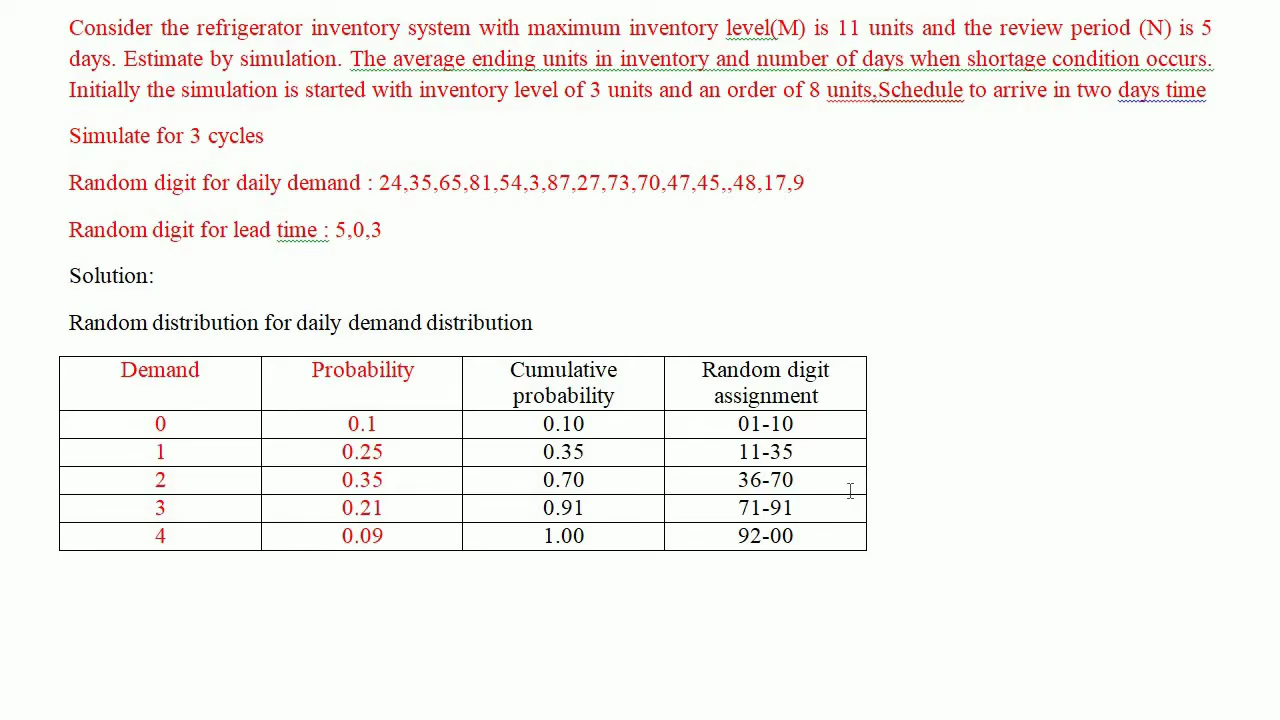 Consider the refrigerator inventory system with maximum inventory level(M) is 11 units and the review period (N) is 5
days. Estimate by simulation. The average ending units in inventory and number of days when shortage condition occurs.
Initially the simulation is started with inventory level of 3 units and an order of 8 units,Schedule to arrive in two days time
Simulate for 3 cycles
Random digit for daily demand : 24,35,65,81,54,3,87,27,73,70,47,45,,48,17,9
Random digit for lead time : 5,0,3
Solution:
Random distribution for daily demand distribution
Demand Probability Cumulative probability Random digit assignment
0 0.1 0.10 01-10
1 0.25 0.35 11-35
2 0.35 0.70 36-70
3 0.21 0.91 71-91
4 0.09 1.00 92-00